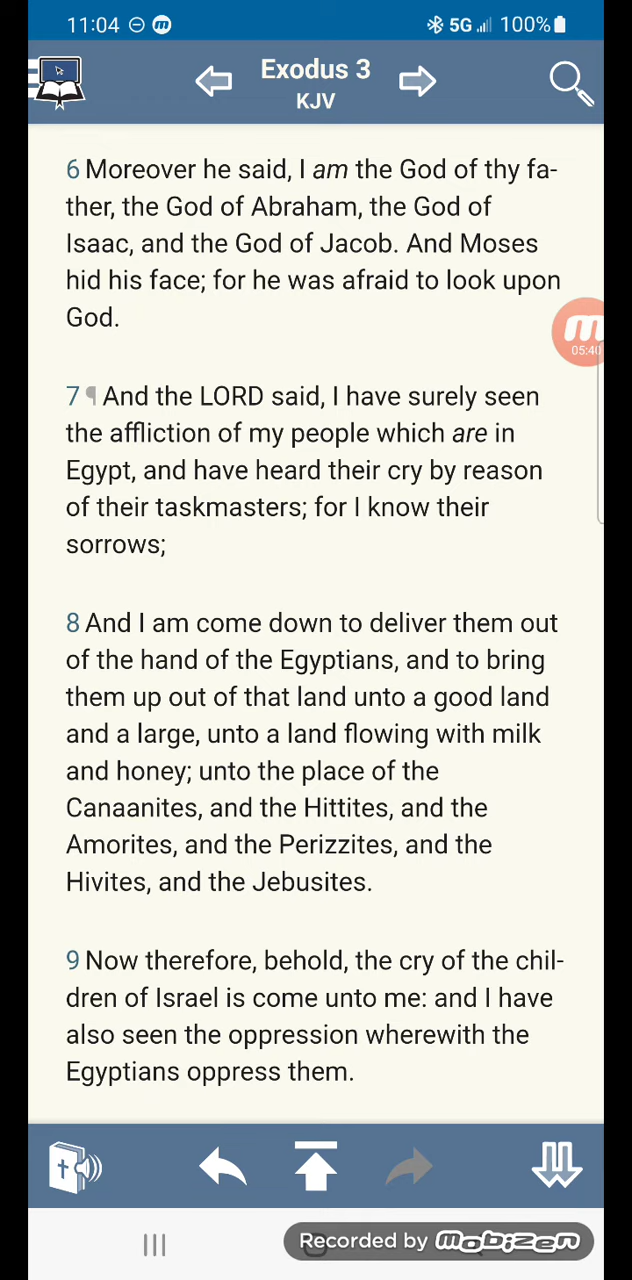 11:04
5G 100%
Exodus 3
KJV
6 Moreover he said, I am the God of thy fa-
ther, the God of Abraham, the God of
Isaac, and the God of Jacob. And Moses
hid his face; for he was afraid to look upon
God.
05:40
7 ¶ And the LORD said, I have surely seen
the affliction of my people which are in
Egypt, and have heard their cry by reason
of their taskmasters; for I know their
sorrows;
8 And I am come down to deliver them out
of the hand of the Egyptians, and to bring
them up out of that land unto a good land
and a large, unto a land flowing with milk
and honey; unto the place of the
Canaanites, and the Hittites, and the
Amorites, and the Perizzites, and the
Hivites, and the Jebusites.
9 Now therefore, behold, the cry of the chil-
dren of Israel is come unto me: and I have
also seen the oppression wherewith the
Egyptians oppress them.
Recorded by mobizen